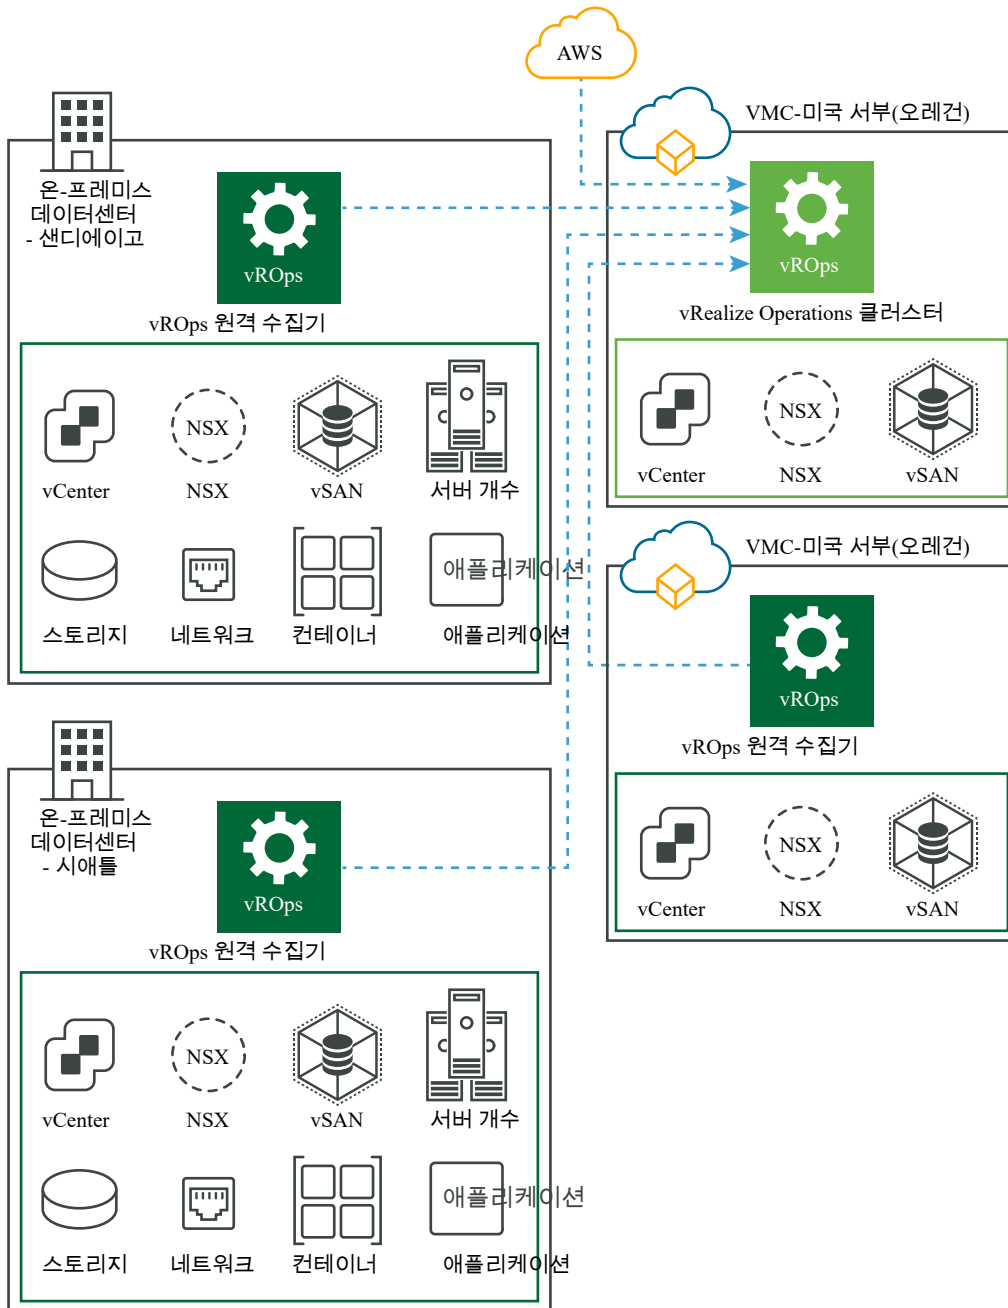 AWS
VMC-미국 서부(오레건)
온-프레미스
데이터센터
- 샌디에이고
vROps
vROps 원격 수집기
vROps
vRealize Operations 클러스터
NSX
vCenter
NSX
vSAN
서버 개수
애플리케이션
스토리지
네트워크
컨테이너
애플리케이션
NSX
vCenter
NSX
vSAN
VMC-미국 서부(오레건)
vROps
vROps 원격 수집기
NSX
vCenter
NSX
vSAN
온-프레미스
데이터센터
- 시애틀
vROps
vROps 원격 수집기
NSX
vCenter
NSX
vSAN
서버 개수
애플리케이션
스토리지
네트워크
컨테이너
애플리케이션